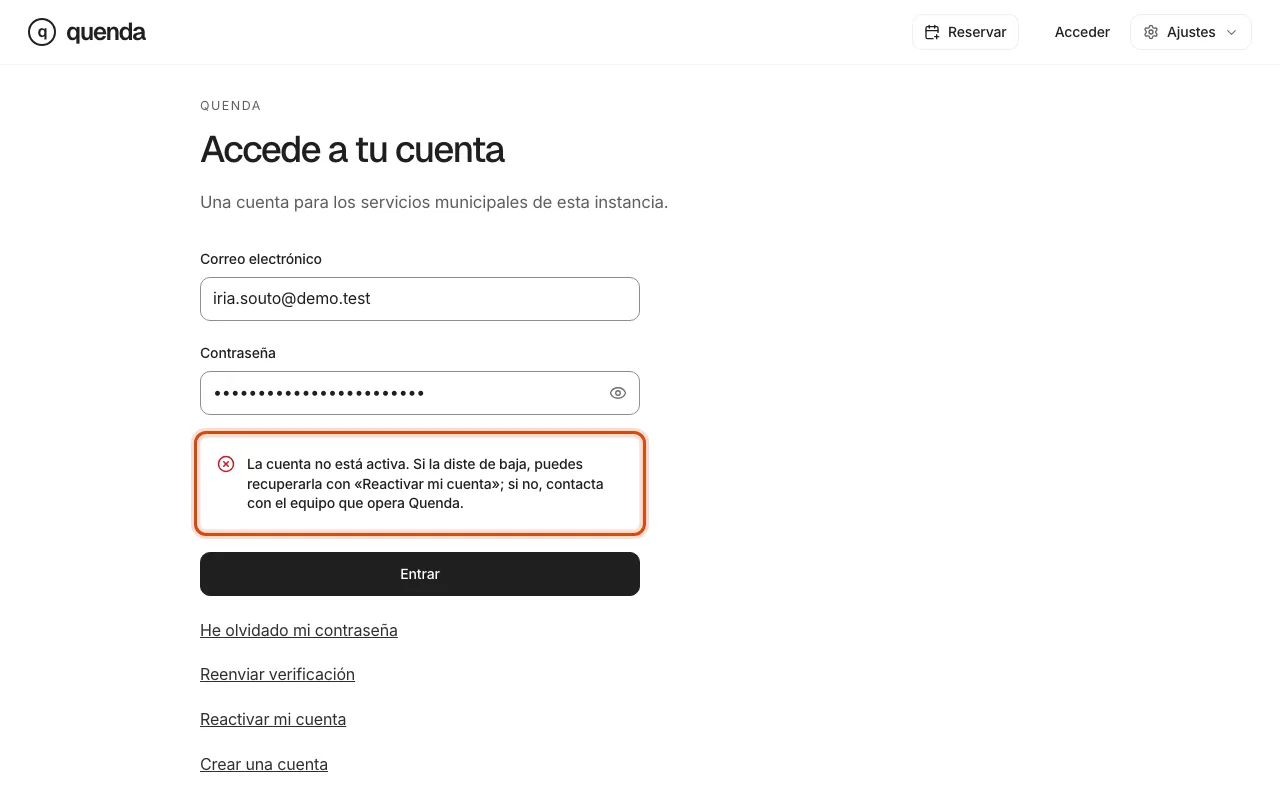 q quenda
Reservar
Acceder
Ajustes
QUENDA
Accede a tu cuenta
Una cuenta para los servicios municipales de esta instancia.
Correo electrónico
iria.souto@demo.test
Contraseña
••••••••••••••••••••••••
La cuenta no está activa. Si la diste de baja, puedes
recuperarla con «Reactivar mi cuenta»; si no, contacta
con el equipo que opera Quenda.
Entrar
He olvidado mi contraseña
Reenviar verificación
Reactivar mi cuenta
Crear una cuenta